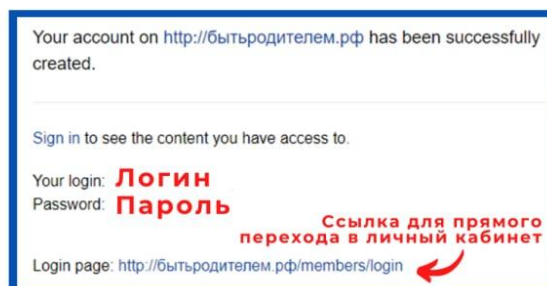 Your account on http://бытьродителем.рф has been successfully
created.
Sign in to see the content you have access to.
Your login: Логин
Password: Пароль
Ссылка для прямого
перехода в личный кабинет
Login page: http://бытьродителем.рф/members/login